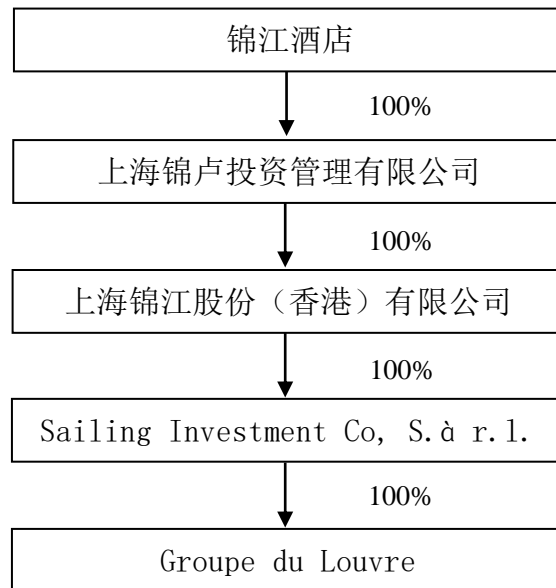 锦江酒店
100%
上海锦卢投资管理有限公司
100%
上海锦江股份（香港）有限公司
100%
Sailing Investment Co, S.à r.l.
100%
Groupe du Louvre